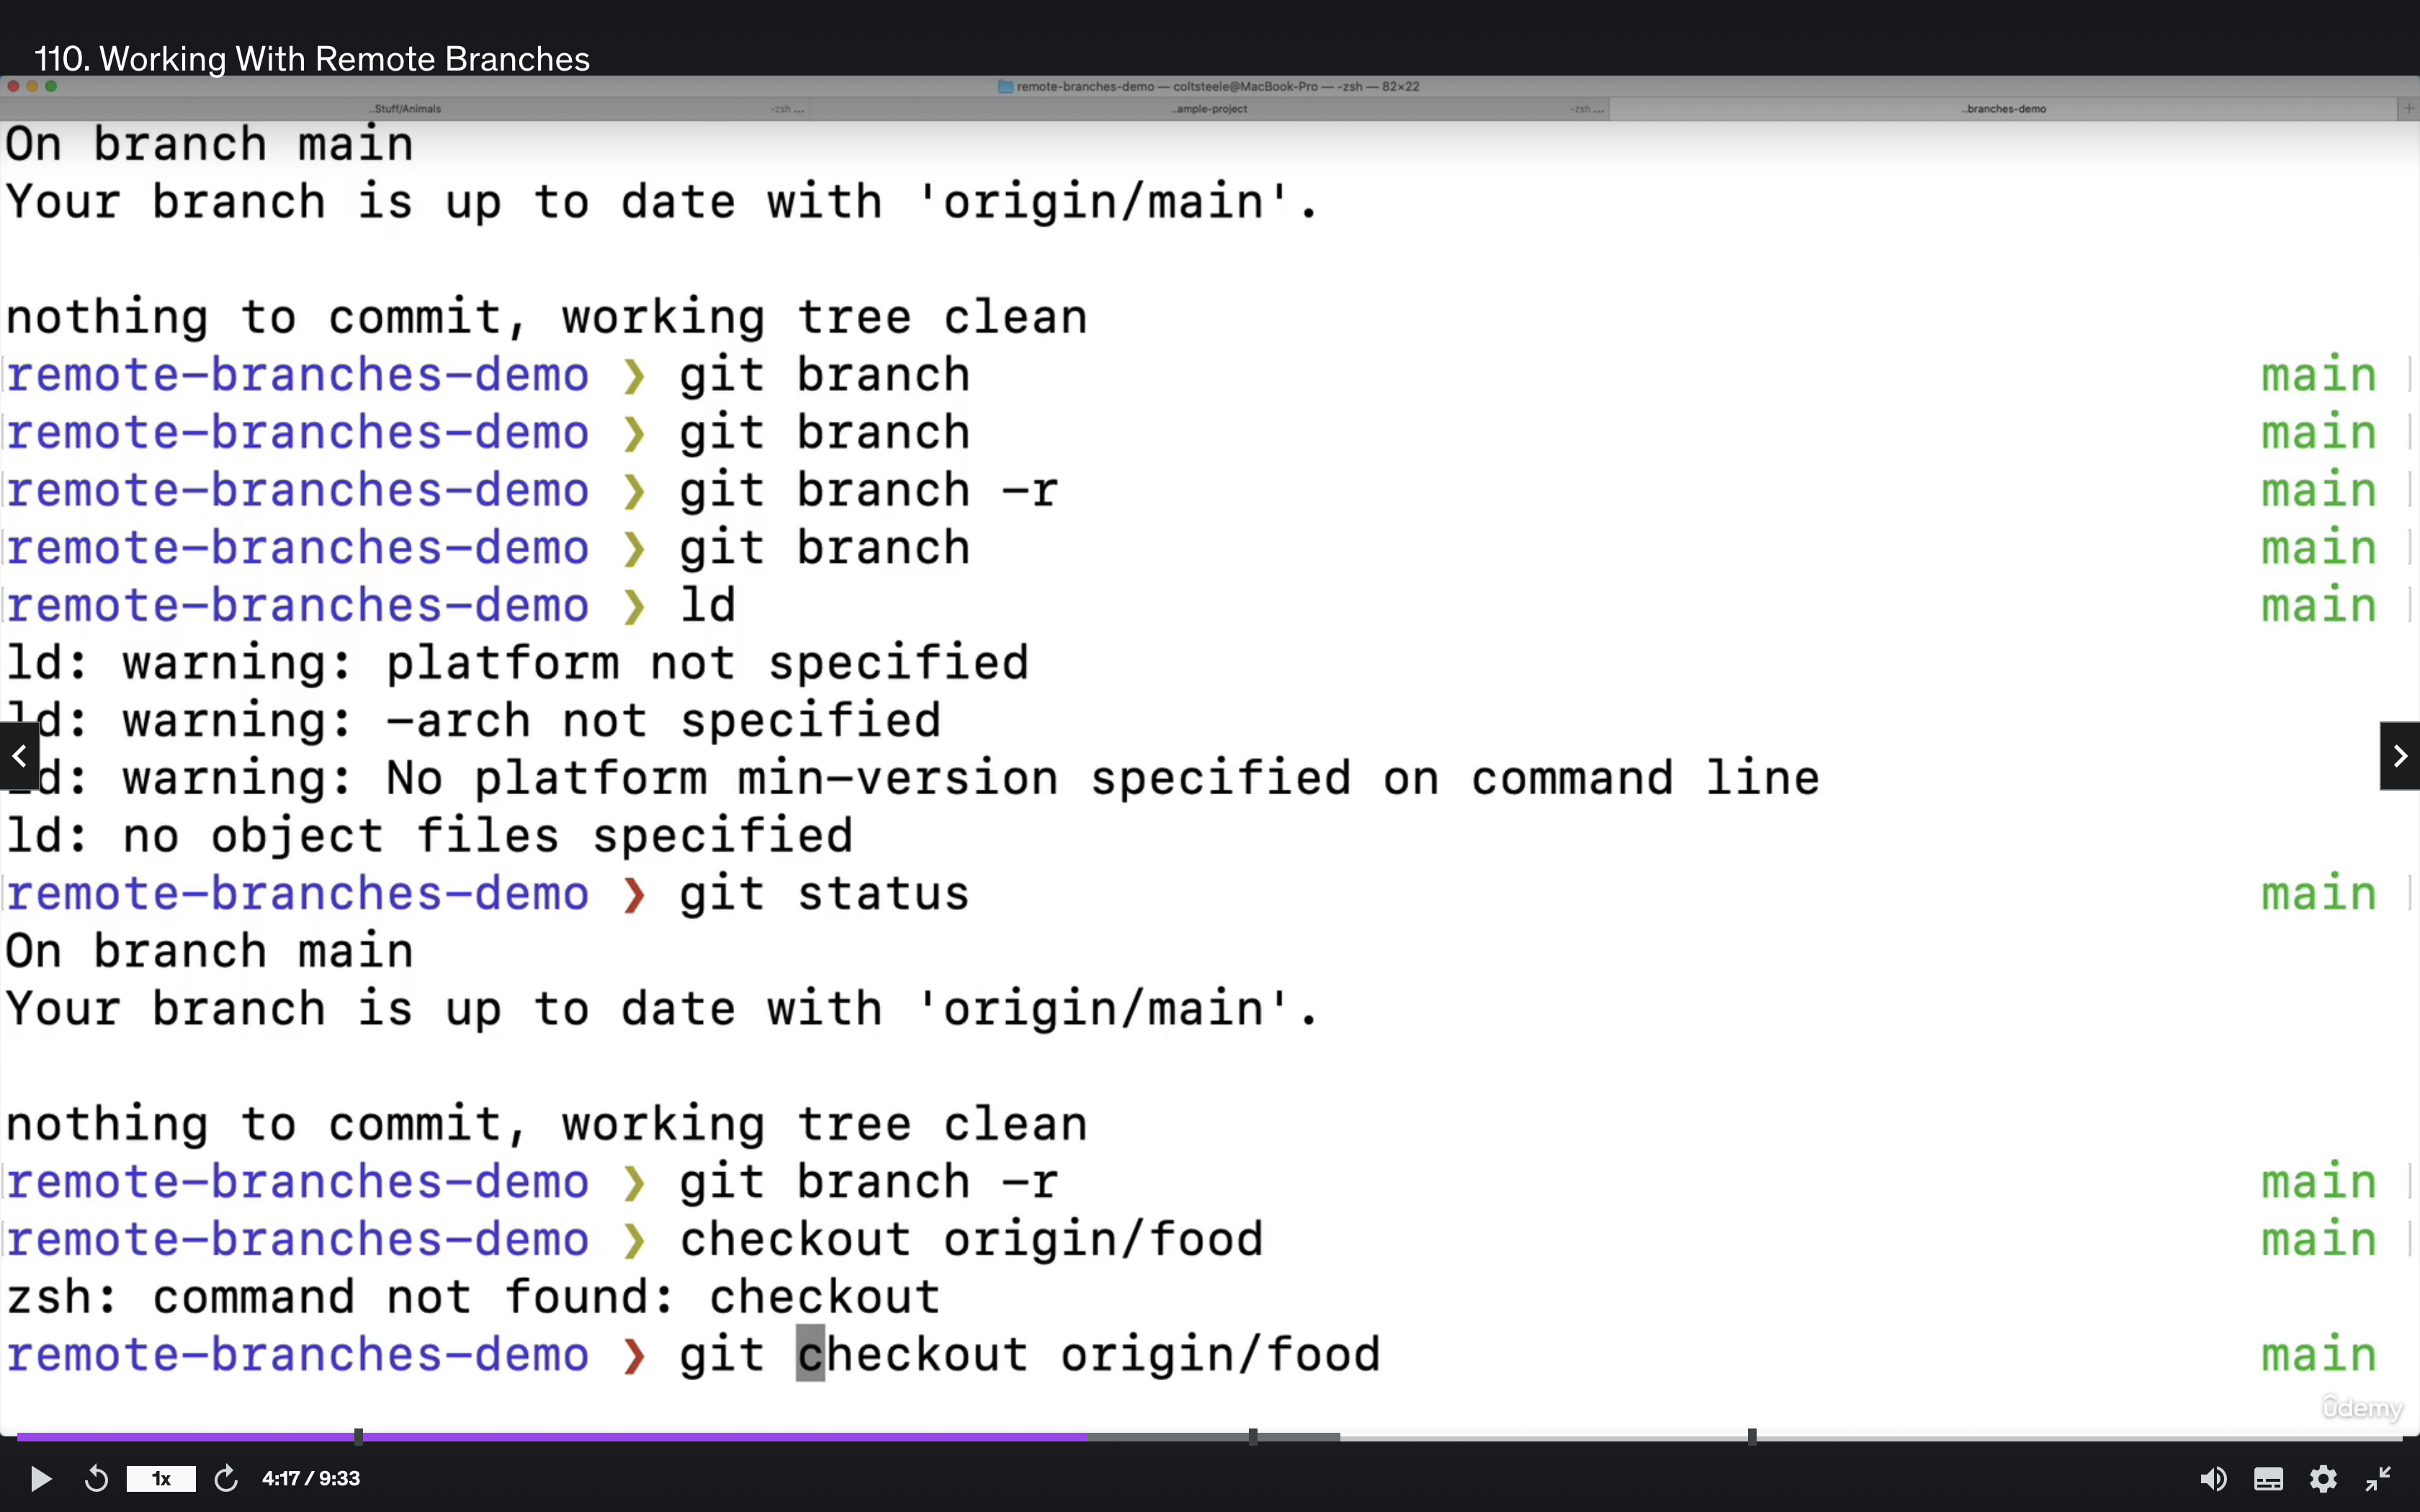 110. Working With Remote Branches
remote-branches-demo — coltsteele@MacBook-Pro — -zsh — 82×22
..Stuff/Animals -zsh ... ..ample-project -zsh ... ..branches-demo +
On branch main
Your branch is up to date with 'origin/main'.
nothing to commit, working tree clean
remote-branches-demo ❯ git branch main
remote-branches-demo ❯ git branch main
remote-branches-demo ❯ git branch -r main
remote-branches-demo ❯ git branch main
remote-branches-demo ❯ ld main
ld: warning: platform not specified
ld: warning: -arch not specified
ld: warning: No platform min-version specified on command line
ld: no object files specified
remote-branches-demo ❯ git status main
On branch main
Your branch is up to date with 'origin/main'.
nothing to commit, working tree clean
remote-branches-demo ❯ git branch -r main
remote-branches-demo ❯ checkout origin/food main
zsh: command not found: checkout
remote-branches-demo ❯ git checkout origin/food main
ûdemy
1x 4:17 / 9:33